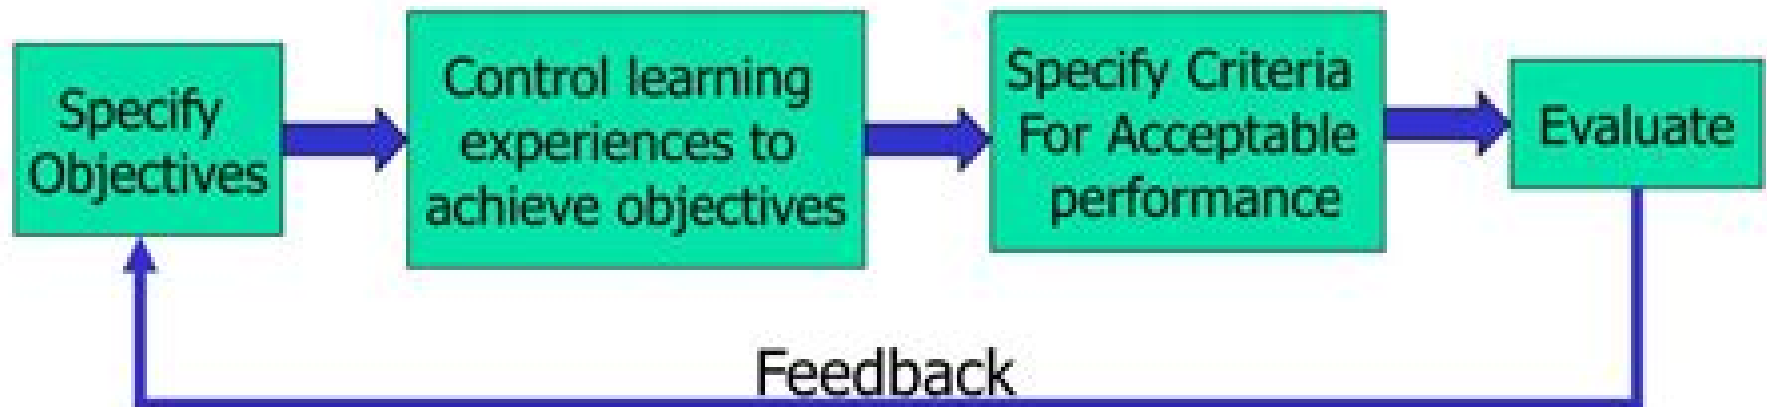 Specify
Objectives
Control learning
experiences to
achieve objectives
Specify Criteria
For Acceptable
performance
Evaluate
Feedback